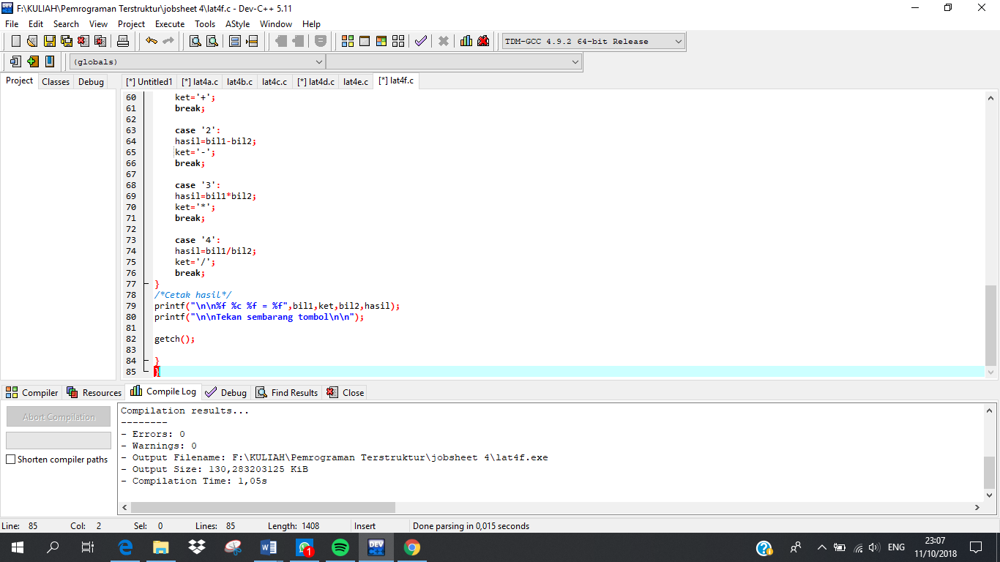 F:\KULIAH\Pemrograman Terstruktur\jobsheet 4\lat4f.c - Dev-C++ 5.11
File Edit Search View Project Execute Tools AStyle Window Help
TDM-GCC 4.9.2 64-bit Release
(globals)
Project Classes Debug
[*] Untitled1 [*] lat4a.c lat4b.c lat4c.c [*] lat4d.c lat4e.c [*] lat4f.c
60 ket='+';
61 break;
62
63 case '2':
64 hasil=bil1-bil2;
65 ket='-';
66 break;
67
68 case '3':
69 hasil=bil1*bil2;
70 ket='*';
71 break;
72
73 case '4':
74 hasil=bil1/bil2;
75 ket='/';
76 break;
77 }
78 /*Cetak hasil*/
79 printf("\n\n%f %c %f = %f",bil1,ket,bil2,hasil);
80 printf("\n\nTekan sembarang tombol\n\n");
81
82 getch();
83
84 }
85 }
Compiler Resources Compile Log Debug Find Results Close
Abort Compilation
Shorten compiler paths
Compilation results...
--------
- Errors: 0
- Warnings: 0
- Output Filename: F:\KULIAH\Pemrograman Terstruktur\jobsheet 4\lat4f.exe
- Output Size: 130,283203125 KiB
- Compilation Time: 1,05s
Line: 85 Col: 2 Sel: 0 Lines: 85 Length: 1408 Insert Done parsing in 0,015 seconds
DEV
1
ENG
23:07
11/10/2018